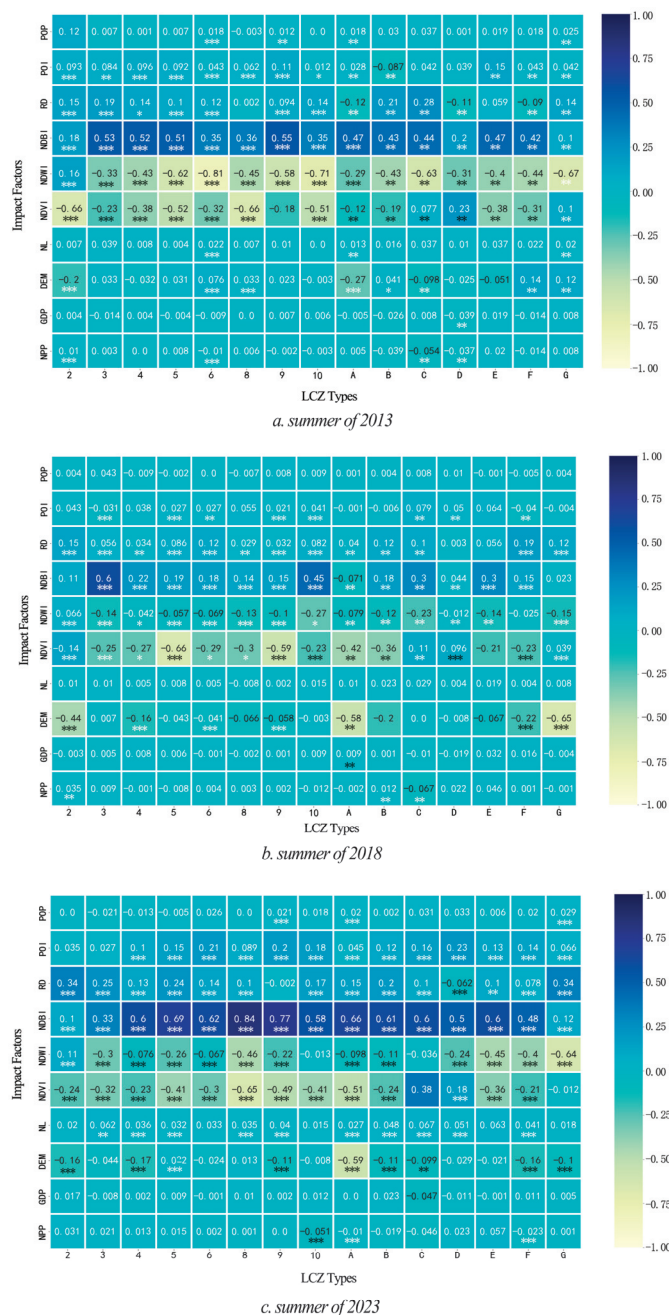 POP 0.12 0.007 0.001 0.007 0.018 -0.003 0.012 0.0 0.018 0.03 0.037 0.001 0.019 0.018 0.025
*** ** ** **
POI 0.093 0.084 0.096 0.092 0.043 0.062 0.11 0.012 0.028 -0.087 0.042 0.039 0.15 0.043 0.042
*** ** *** *** *** *** *** * ** ** ** ** **
RD 0.15 0.19 0.14 0.1 0.12 0.002 0.094 0.14 -0.12 0.21 0.28 -0.11 0.059 -0.09 0.14
*** *** * *** *** *** *** ** ** ** ** ** **
NDBI 0.18 0.53 0.52 0.51 0.35 0.36 0.55 0.35 0.47 0.43 0.44 0.2 0.47 0.42 0.1
*** *** *** *** *** *** *** *** ** ** ** ** ** ** **
NDWI 0.16 -0.33 -0.43 -0.62 -0.81 -0.45 -0.58 -0.71 -0.29 -0.43 -0.63 -0.31 -0.4 -0.44 -0.67
*** *** *** *** *** *** *** *** ** ** ** ** ** ** **
NDVI -0.66 -0.23 -0.38 -0.52 -0.32 -0.66 -0.18 -0.51 -0.12 -0.19 0.077 0.23 -0.38 -0.31 0.1
*** *** *** *** *** *** *** ** ** ** ** ** ** **
NL 0.007 0.039 0.008 0.004 0.022 0.007 0.01 0.0 0.013 0.016 0.037 0.01 0.037 0.022 0.02
*** ** **
DEM -0.2 0.033 -0.032 0.031 0.076 0.033 0.023 -0.003 -0.27 0.041 -0.098 -0.025 -0.051 0.14 0.12
*** *** *** *** * ** ** **
GDP 0.004 -0.014 -0.004 -0.004 -0.009 -0.0 0.007 0.006 -0.005 -0.026 0.008 -0.039 0.019 -0.014 0.008
**
NPP 0.01 0.003 0.0 0.008 -0.01 0.006 -0.002 -0.003 0.005 -0.039 -0.054 -0.037 0.02 -0.014 0.008
*** *** ** **
2 3 4 5 6 8 9 10 A B C D E F G
Impact Factors
LCZ Types
1.00
0.75
0.50
0.25
0.00
-0.25
-0.50
-0.75
-1.00
a. summer of 2013
POP 0.004 0.043 -0.009 -0.002 0.0 -0.007 0.008 0.009 0.001 0.004 0.008 0.01 -0.001 -0.005 0.004
POI 0.043 -0.031 0.038 0.027 0.027 0.055 0.021 0.041 -0.001 -0.006 0.079 0.05 0.064 -0.04 -0.004
*** *** ** *** *** ** ** **
RD 0.15 0.056 0.034 0.086 0.12 0.029 0.032 0.082 0.04 0.12 0.1 0.003 0.056 0.19 0.12
** *** ** *** *** ** *** *** ** ** ** *** ***
NDBI 0.11 0.6 0.22 0.19 0.18 0.14 0.15 0.45 -0.071 0.18 0.3 0.044 0.3 0.15 0.023
*** *** *** *** *** *** *** ** ** ** ** ** ***
NDWI 0.066 -0.14 -0.042 -0.057 -0.069 -0.13 -0.1 -0.27 -0.079 -0.12 -0.23 -0.012 -0.14 -0.025 -0.15
*** *** * *** *** *** *** * ** ** ** ** ** ***
NDVI -0.14 -0.25 -0.27 -0.66 -0.29 -0.3 -0.59 -0.23 -0.42 -0.36 0.11 0.096 -0.21 -0.23 0.039
*** *** * *** * * *** *** ** ** ** *** *** ***
NL 0.01 0.01 0.008 0.005 0.008 -0.008 0.002 0.015 0.01 0.023 0.029 0.004 0.009 0.004 0.008
DEM -0.44 0.007 -0.16 -0.043 -0.041 -0.066 -0.058 -0.003 -0.58 -0.2 0.0 -0.008 -0.067 -0.22 -0.65
*** *** *** *** ** *** ***
GDP -0.003 0.005 0.008 0.006 -0.001 -0.002 0.001 0.009 0.009 0.001 -0.01 -0.019 0.032 0.016 -0.004
**
NPP 0.035 0.009 -0.001 -0.008 0.004 0.003 0.002 -0.012 -0.002 0.012 -0.067 0.022 0.046 0.001 -0.001
** ** **
2 3 4 5 6 8 9 10 A B C D E F G
Impact Factors
LCZ Types
1.00
0.75
0.50
0.25
0.00
-0.25
-0.50
-0.75
-1.00
b. summer of 2018
POP 0.0 -0.021 -0.013 -0.005 0.026 0.0 0.021 0.018 0.02 0.002 0.031 0.033 0.006 0.02 0.029
*** *** ***
POI 0.035 0.027 0.1 0.15 0.21 0.089 0.2 0.18 0.045 0.12 0.16 0.23 0.13 0.14 0.066
*** *** *** *** *** *** *** *** *** *** *** *** ***
RD 0.34 0.25 0.13 0.24 0.14 0.1 -0.002 0.17 0.15 0.2 0.1 -0.062 0.1 0.078 0.34
*** *** *** *** *** *** *** *** *** *** *** ** *** ***
NDBI 0.1 0.33 0.6 0.69 0.62 0.84 0.77 0.58 0.66 0.61 0.6 0.5 0.6 0.48 0.12
*** *** *** *** *** *** *** *** *** *** *** *** *** *** ***
NDWI 0.11 -0.3 -0.076 -0.26 -0.067 -0.46 -0.22 -0.013 -0.098 -0.11 -0.036 -0.24 -0.45 -0.4 -0.64
*** *** *** *** *** *** *** *** *** *** *** *** ***
NDVI -0.24 -0.32 -0.23 -0.41 -0.3 -0.65 -0.49 -0.41 -0.51 -0.24 0.38 0.18 -0.36 -0.21 -0.012
*** *** *** *** *** *** *** *** *** *** *** *** ***
NL 0.02 0.062 0.036 0.032 0.033 0.035 0.04 0.015 0.027 0.048 0.067 0.051 0.063 0.041 0.018
** *** *** *** *** *** *** *** *** ***
DEM -0.16 -0.044 -0.17 0.022 -0.024 0.013 -0.11 -0.008 -0.59 -0.11 -0.099 -0.029 -0.021 -0.16 -0.1
*** *** *** *** *** *** ** *** ***
GDP 0.017 -0.008 0.002 0.009 -0.001 -0.01 0.002 0.012 0.0 0.023 -0.047 -0.011 -0.001 0.011 0.005
NPP 0.031 0.021 0.013 0.015 0.002 0.001 0.0 -0.051 -0.01 -0.019 -0.046 0.023 0.057 -0.023 0.001
*** *** ***
2 3 4 5 6 8 9 10 A B C D E F G
Impact Factors
LCZ Types
1.00
0.75
0.50
0.25
0.00
-0.25
-0.50
-0.75
-1.00
c. summer of 2023